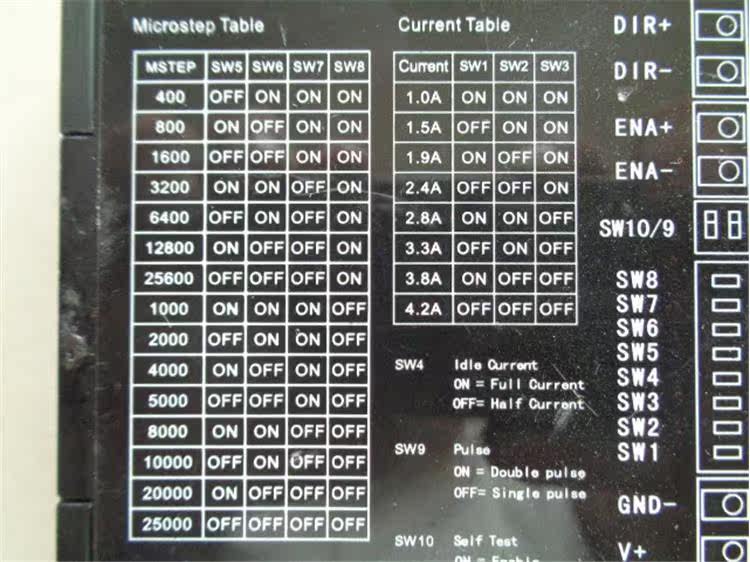 Microstep Table
MSTEP SW5 SW6 SW7 SW8
400 OFF ON ON ON
800 ON OFF ON ON
1600 OFF OFF ON ON
3200 ON ON OFF ON
6400 OFF ON OFF ON
12800 ON OFF OFF ON
25600 OFF OFF OFF ON
1000 ON ON ON OFF
2000 OFF ON ON OFF
4000 ON OFF ON OFF
5000 OFF OFF ON OFF
8000 ON ON OFF OFF
10000 OFF ON OFF OFF
20000 ON OFF OFF OFF
25000 OFF OFF OFF OFF
Current Table
Current SW1 SW2 SW3
1.0A ON ON ON
1.5A OFF ON ON
1.9A ON OFF ON
2.4A OFF OFF ON
2.8A ON ON OFF
3.3A OFF ON OFF
3.8A ON OFF OFF
4.2A OFF OFF OFF
SW4 Idle Current
ON = Full Current
OFF= Half Current
SW9 Pulse
ON = Double pulse
OFF= Single pulse
SW10 Self Test
ON = Enable
DIR+
DIR-
ENA+
ENA-
SW10/9
SW8
SW7
SW6
SW5
SW4
SW3
SW2
SW1
GND-
V+